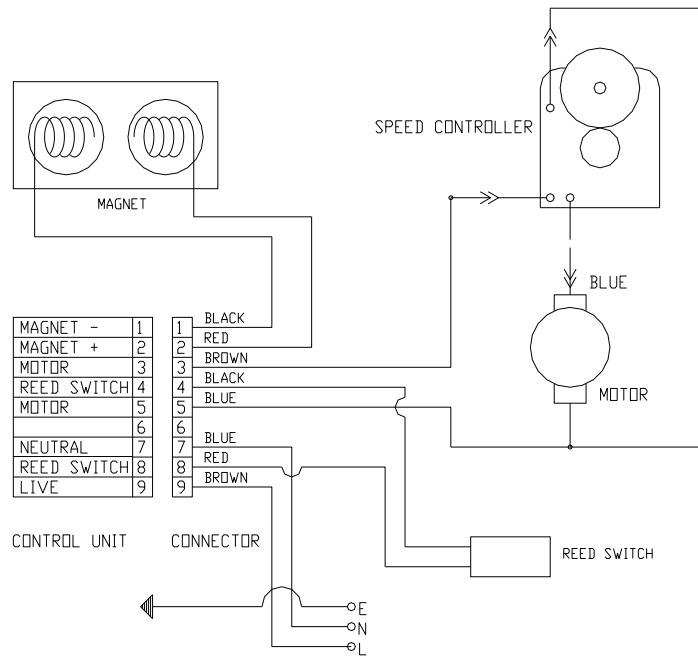 SPEED CONTROLLER
MAGNET
BLUE
MOTOR
MAGNET - 1 1 BLACK
MAGNET + 2 2 RED
MOTOR 3 3 BROWN
REED SWITCH 4 4 BLACK
MOTOR 5 5 BLUE
6 6
NEUTRAL 7 7 BLUE
REED SWITCH 8 8 RED
LIVE 9 9 BROWN
CONTROL UNIT CONNECTOR
REED SWITCH
E
N
L